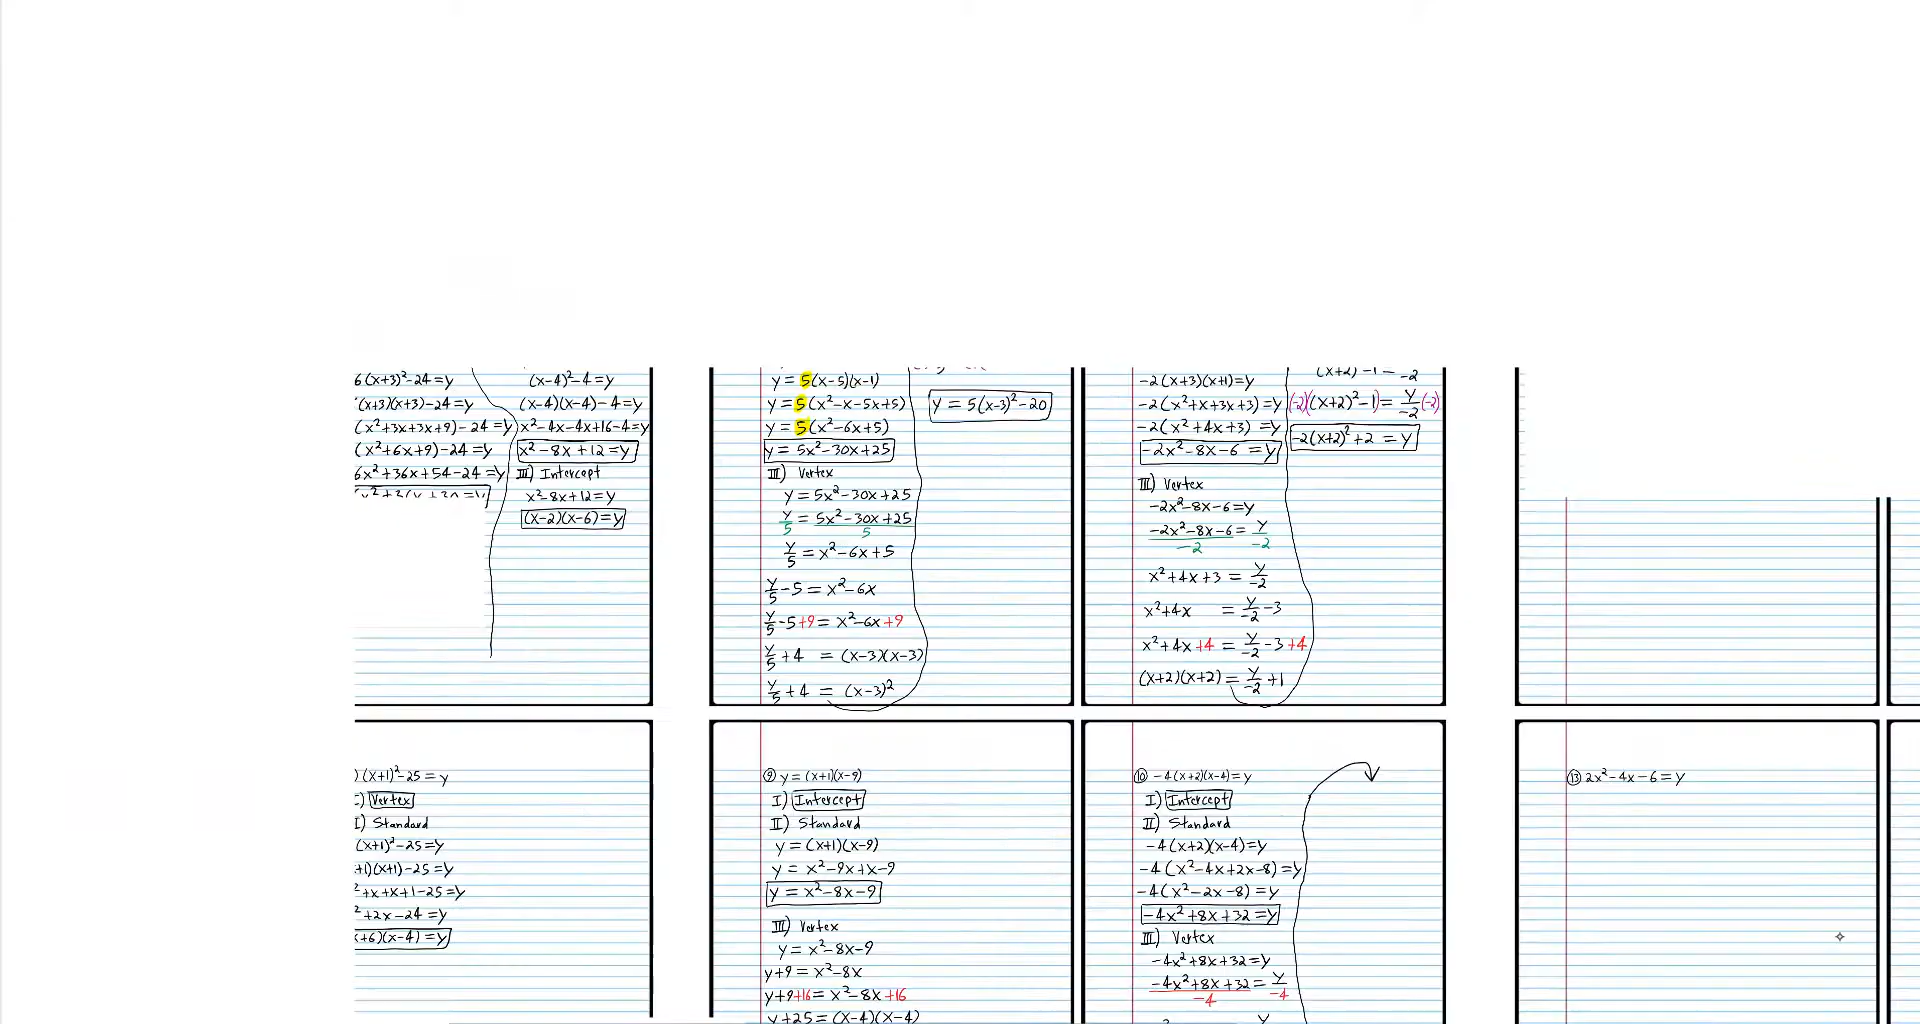 6(x+3)²-24=y
(x+3)(x+3)-24=y
(x²+3x+3x+9)-24=y
(x²+6x+9)-24=y
6x²+36x+54-24=y
(x-4)²-4=y
(x-4)(x-4)-4=y
x²-4x-4x+16-4=y
x²-8x+12=y
III) Intercept
x²-8x+12=y
(x-2)(x-6)=y
y=5(x-5)(x-1)
y=5(x²-x-5x+5)
y=5(x²-6x+5)
y=5x²-30x+25
III) Vertex
y=5x²-30x+25
y/5=5x²-30x+25/5
y/5=x²-6x+5
y/5-5=x²-6x
y/5-5+9=x²-6x+9
y/5+4=(x-3)(x-3)
y/5+4=(x-3)²
y=5(x-3)²-20
-2(x+3)(x+1)=y
-2(x²+x+3x+3)=y
-2(x²+4x+3)=y
-2x²-8x-6=y
III) Vertex
-2x²-8x-6=y
-2x²-8x-6/-2=y/-2
x²+4x+3=y/-2
x²+4x=y/-2-3
x²+4x+4=y/-2-3+4
(x+2)(x+2)=y/-2+1
(-2)((x+2)²-1)=y/-2(-2)
-2(x+2)²+2=y
)(x+1)²-25=y
Vertex
I) Standard
(x+1)²-25=y
+1)(x+1)-25=y
²+x+x+1-25=y
²+2x-24=y
(x+6)(x-4)=y
⑨ y=(x+1)(x-9)
I) Intercept
II) Standard
y=(x+1)(x-9)
y=x²-9x+x-9
y=x²-8x-9
III) Vertex
y=x²-8x-9
y+9=x²-8x
y+9+16=x²-8x+16
y+25=(x-4)(x-4)
⑩ -4(x+2)(x-4)=y
I) Intercept
II) Standard
-4(x+2)(x-4)=y
-4(x²-4x+2x-8)=y
-4(x²-2x-8)=y
-4x²+8x+32=y
III) Vertex
-4x²+8x+32=y
-4x²+8x+32/-4=y/-4
⑬ 2x²-4x-6=y